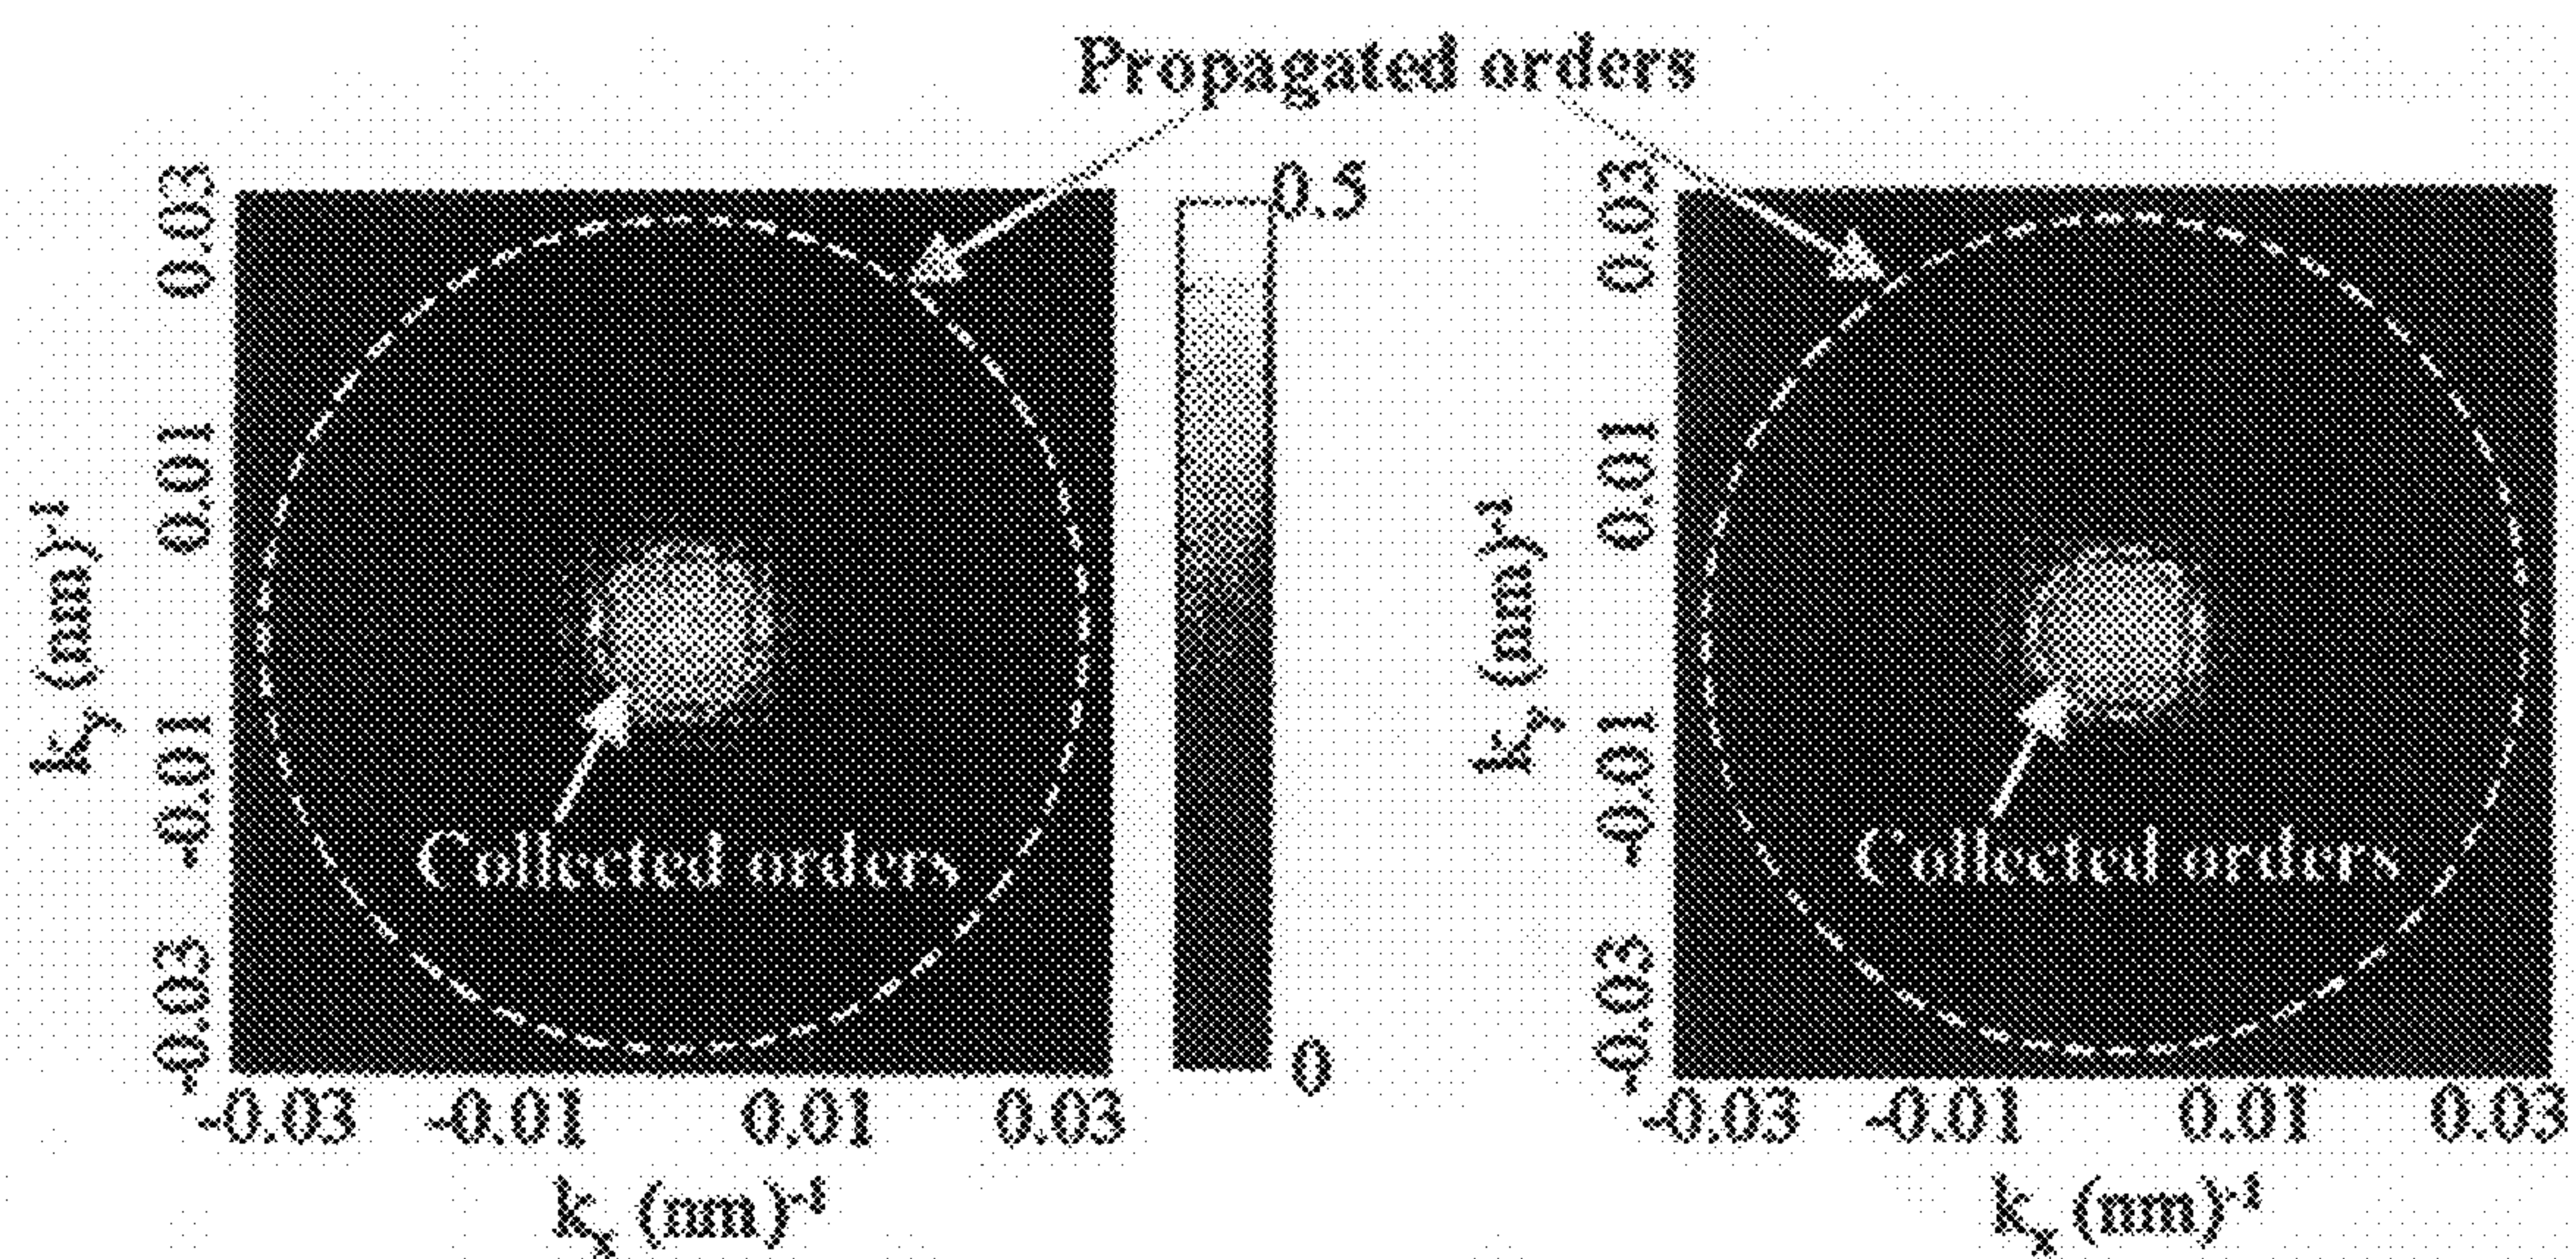 Propagated orders
0.03
0.01
-0.01
-0.03
k_y (nm)^-1
Collected orders
-0.03 -0.01 0.01 0.03
k_x (nm)^-1
0.5
0
0.03
0.01
-0.01
-0.03
k_y (nm)^-1
Collected orders
-0.03 -0.01 0.01 0.03
k_x (nm)^-1